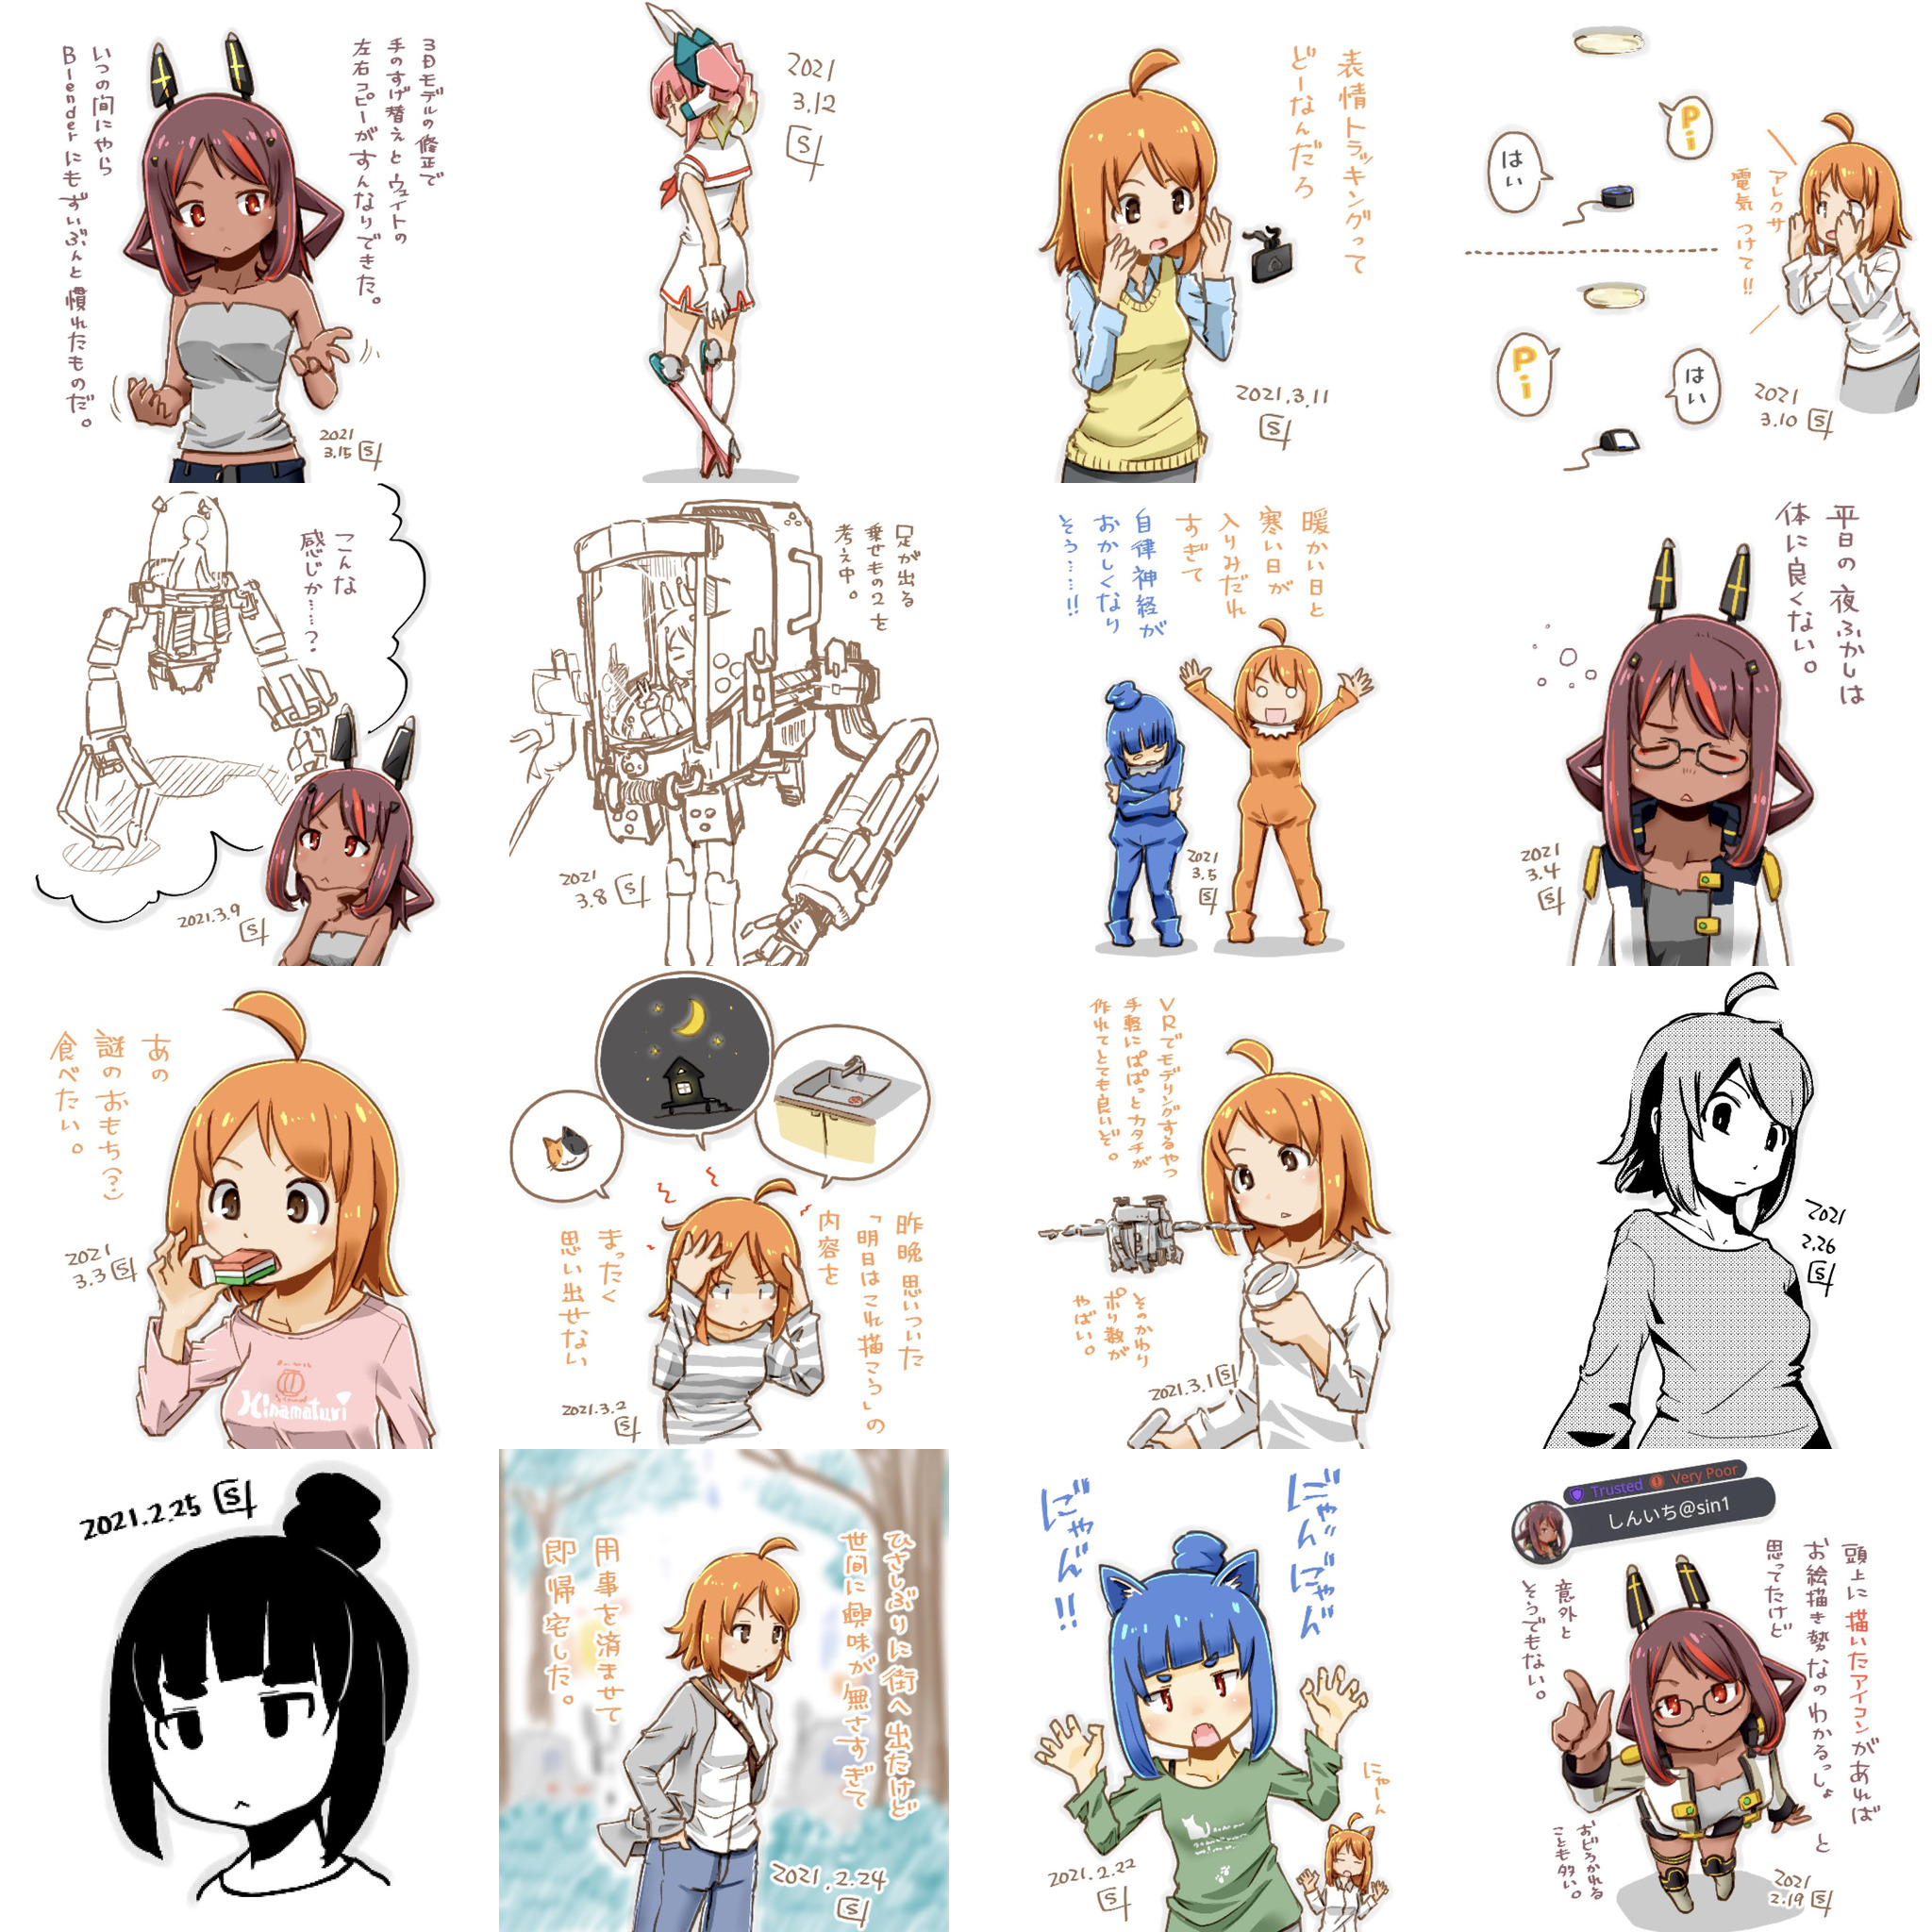 3Dモデルの修正で
手のすげ替えとウェイトの
左右コピーがすんなりできた。
いつの間にやら
Blenderにもずいぶんと慣れたものだ。
2021
3.15
S
2021
3.12
S
表情トラッキングって
どーなんだろ
2021.3.11
S
Pi
はい
アレクサ
電気つけて!!
Pi
はい
2021
3.10
S
こんな
感じか……?
2021.3.9
S
足が出る
乗せもの2を
考え中。
2021
3.8
S
暖かい日と
寒い日が
入りみだれ
すぎて
自律神経が
おかしくなり
そう……!!
2021
3.5
S
平日の夜ふかしは
体に良くない。
2021
3.4
S
あの
謎のおもち(?)
食べたい。
2021
3.3
S
Hinamaturi
昨晩思いついた
「明日はこれ描こう」の
内容を
まったく
思い出せない
2021.3.2
S
VRでモデリングするやつ
手軽にぱぱっとカタチが
作れてとても良いぞ。
そのかわり
ポリ数が
やばい。
2021.3.1
S
2021
2.26
S
2021.2.25
S
ひさしぶりに街へ出たけど
世間に興味が無さすぎて
用事を済ませて
即帰宅した。
2021.2.24
S
にゃんにゃん
にゃん!!
にゃーん
2021.2.22
S
Trusted Very Poor
しんいち@sin1
頭上に描いたアイコンがあれば
お絵描き勢なのわかるっしょ と
思ってたけど
意外と
そうでもない。
おどろかれる
ことも多い。
2021
2.19
S